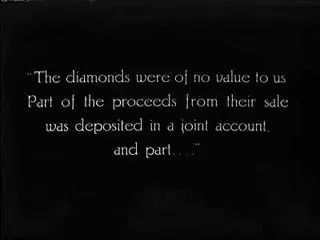 "The diamonds were of no value to us
Part of the proceeds from their sale
was deposited in a joint account,
and part...."